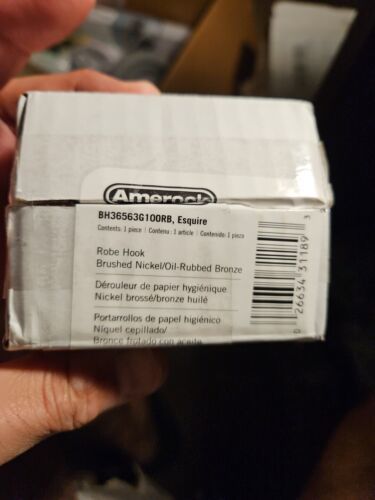 Amerock
BH36563G10ORB, Esquire
Contents: 1 piece | Contenu: 1 article | Contenido: 1 pieza
Robe Hook
Brushed Nickel/Oil-Rubbed Bronze
Dérouleur de papier hygiénique
Nickel brossé/bronze huilé
Portarrollos de papel higiénico
Níquel cepillado/
Bronce frotado con aceite
0 26634 31189 3